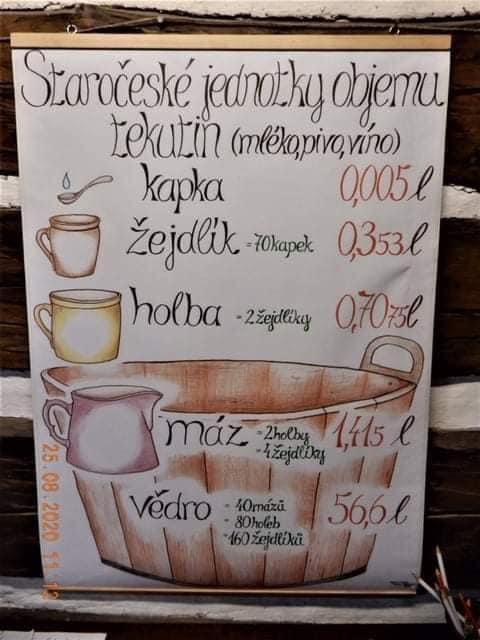 Staročeské jednotky objemu
tekutin (mléko, pivo, víno)
kapka 0,005 l
žejdlík = 70 kapek 0,353 l
holba = 2 žejdlíky 0,7075 l
máz = 2 holby 1,415 l
= 4 žejdlíky
vědro = 40 mázů 56,6 l
= 80 holeb
= 160 žejdlíků
25.08.2020 11:12